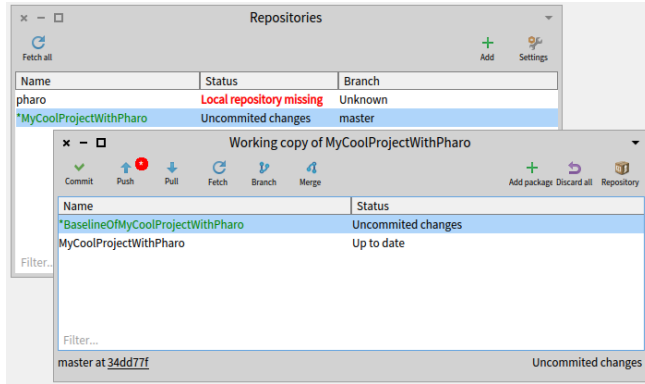 Repositories
Fetch all
Add Settings
Name Status Branch
pharo Local repository missing Unknown
*MyCoolProjectWithPharo Uncommited changes master
Working copy of MyCoolProjectWithPharo
Commit Push Pull Fetch Branch Merge Add package Discard all Repository
Name Status
*BaselineOfMyCoolProjectWithPharo Uncommited changes
MyCoolProjectWithPharo Up to date
Filter...
Filter...
master at 34dd77f Uncommited changes